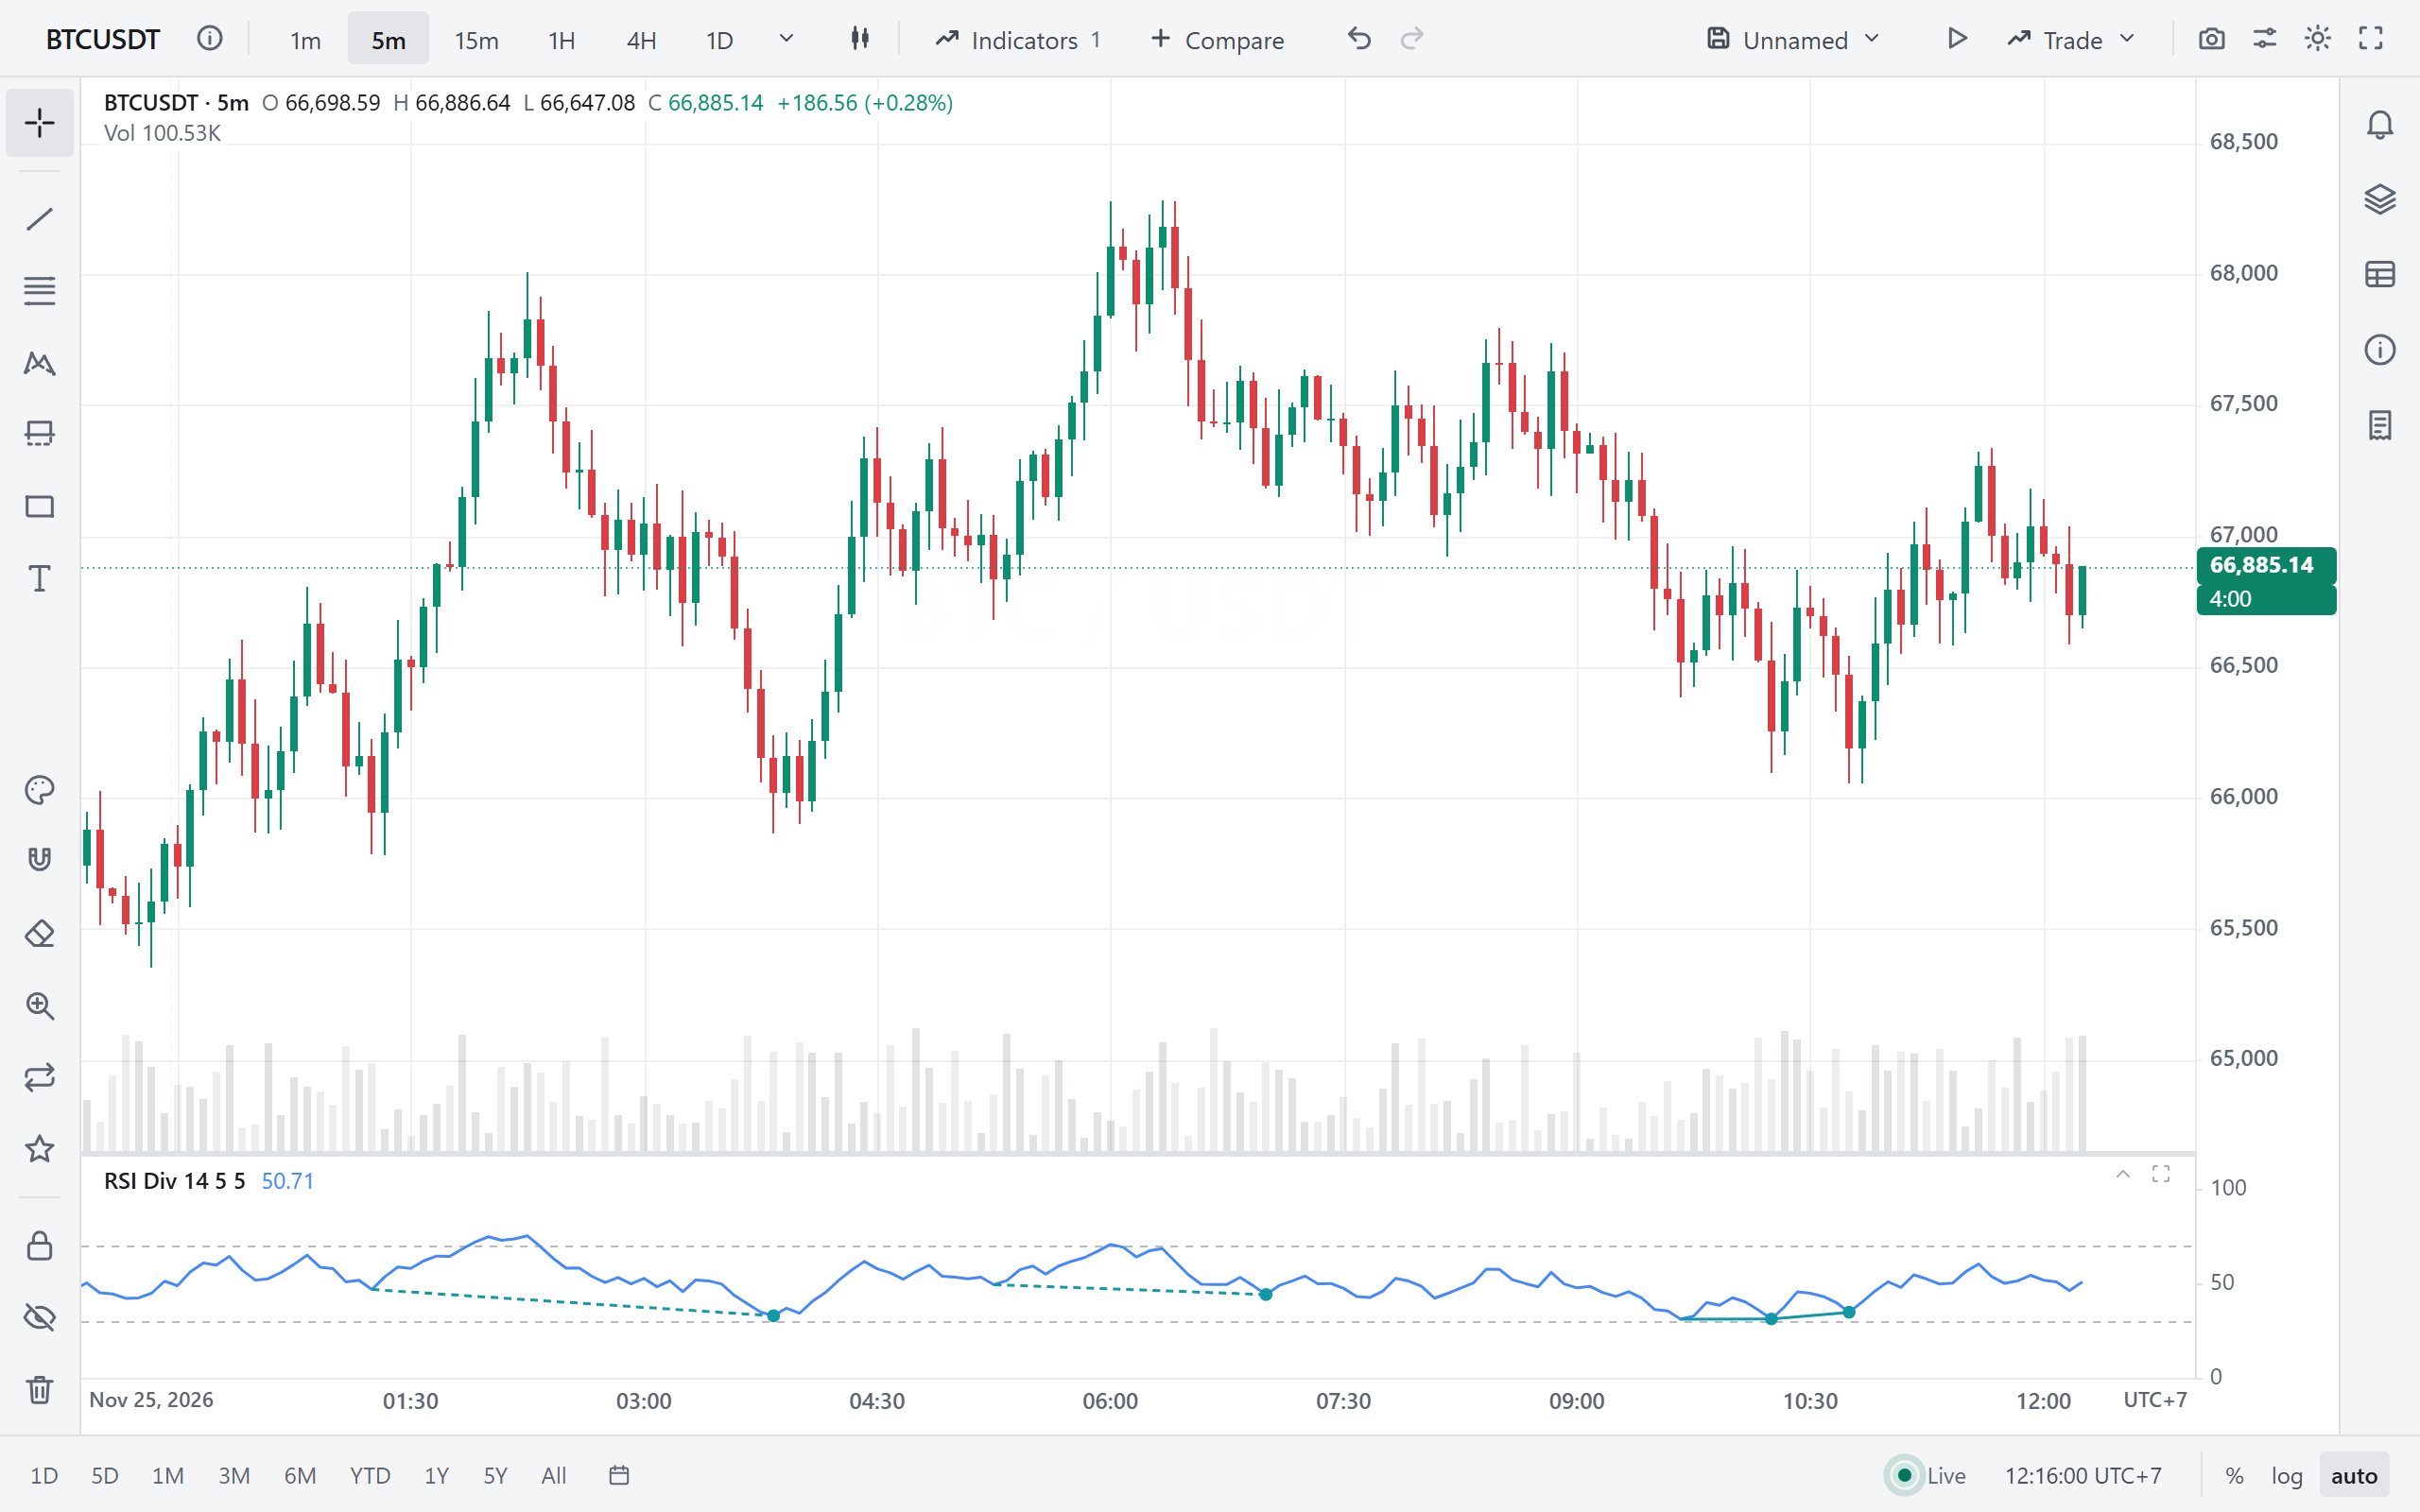 BTCUSDT 1m 5m 15m 1H 4H 1D Indicators 1 Compare Unnamed Trade
BTCUSDT · 5m O 66,698.59 H 66,886.64 L 66,647.08 C 66,885.14 +186.56 (+0.28%)
Vol 100.53K
68,500
68,000
67,500
67,000
66,885.14
4:00
66,500
66,000
65,500
65,000
RSI Div 14 5 5 50.71
100
50
0
Nov 25, 2026 01:30 03:00 04:30 06:00 07:30 09:00 10:30 12:00 UTC+7
1D 5D 1M 3M 6M YTD 1Y 5Y All Live 12:16:00 UTC+7 % log auto